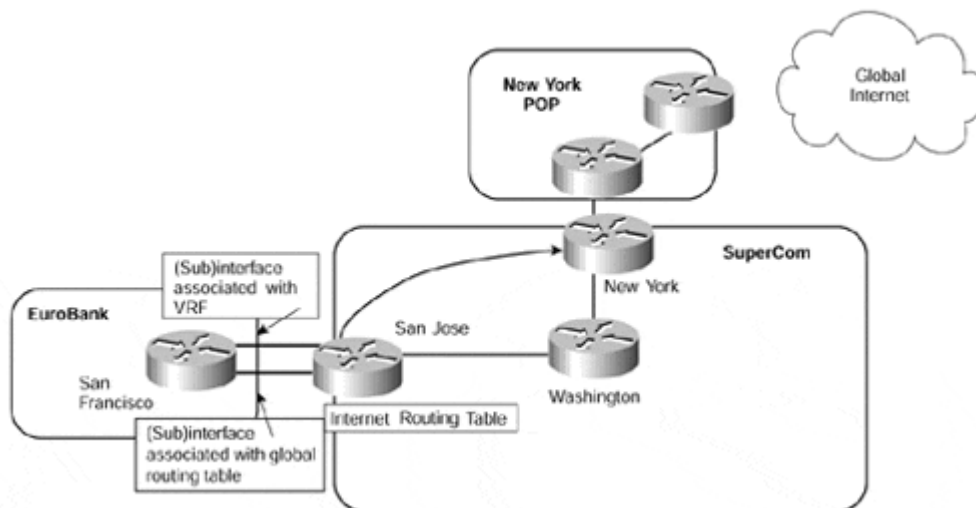 New York
POP
Global
Internet
SuperCom
New York
(Sub)interface
associated with
VRF
EuroBank
San Jose
San
Francisco
Washington
Internet Routing Table
(Sub)interface
associated with global
routing table